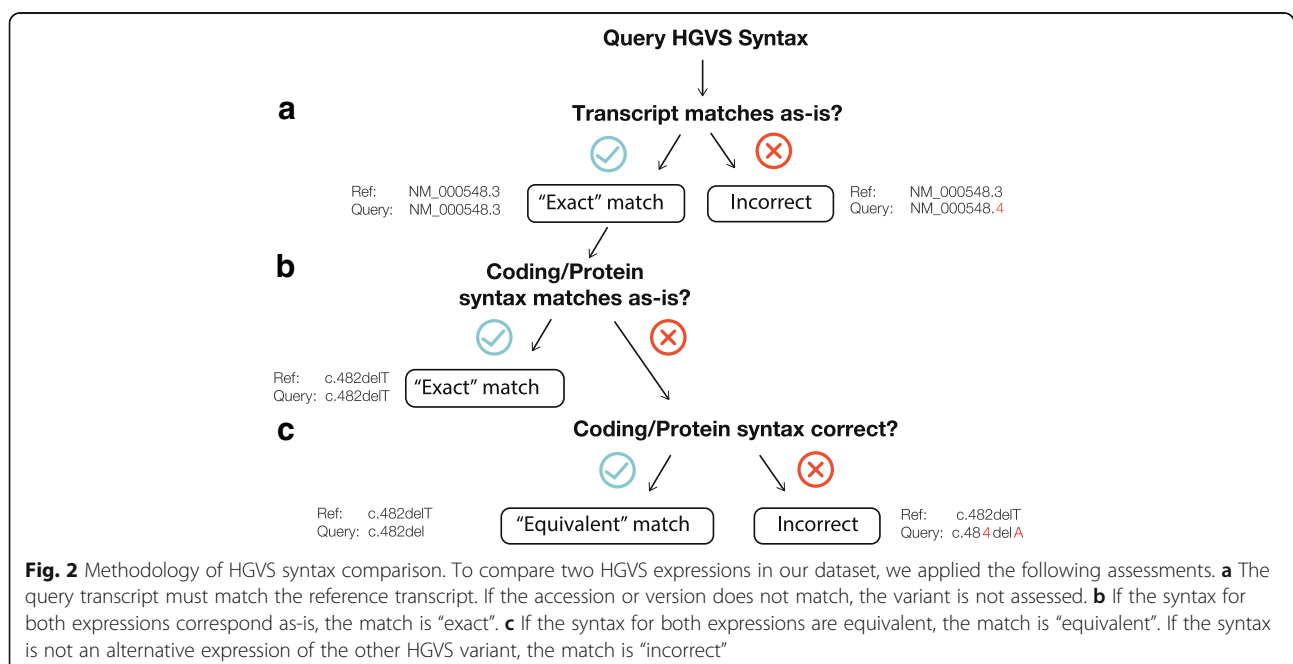 Query HGVS Syntax
a
Transcript matches as-is?
Ref: NM_000548.3
Query: NM_000548.3
“Exact” match
Incorrect
Ref: NM_000548.3
Query: NM_000548.4
b
Coding/Protein
syntax matches as-is?
Ref: c.482delT
Query: c.482delT
“Exact” match
c
Coding/Protein syntax correct?
Ref: c.482delT
Query: c.482del
“Equivalent” match
Incorrect
Ref: c.482delT
Query: c.484delA
Fig. 2 Methodology of HGVS syntax comparison. To compare two HGVS expressions in our dataset, we applied the following assessments. a The
query transcript must match the reference transcript. If the accession or version does not match, the variant is not assessed. b If the syntax for
both expressions correspond as-is, the match is “exact”. c If the syntax for both expressions are equivalent, the match is “equivalent”. If the syntax
is not an alternative expression of the other HGVS variant, the match is “incorrect”